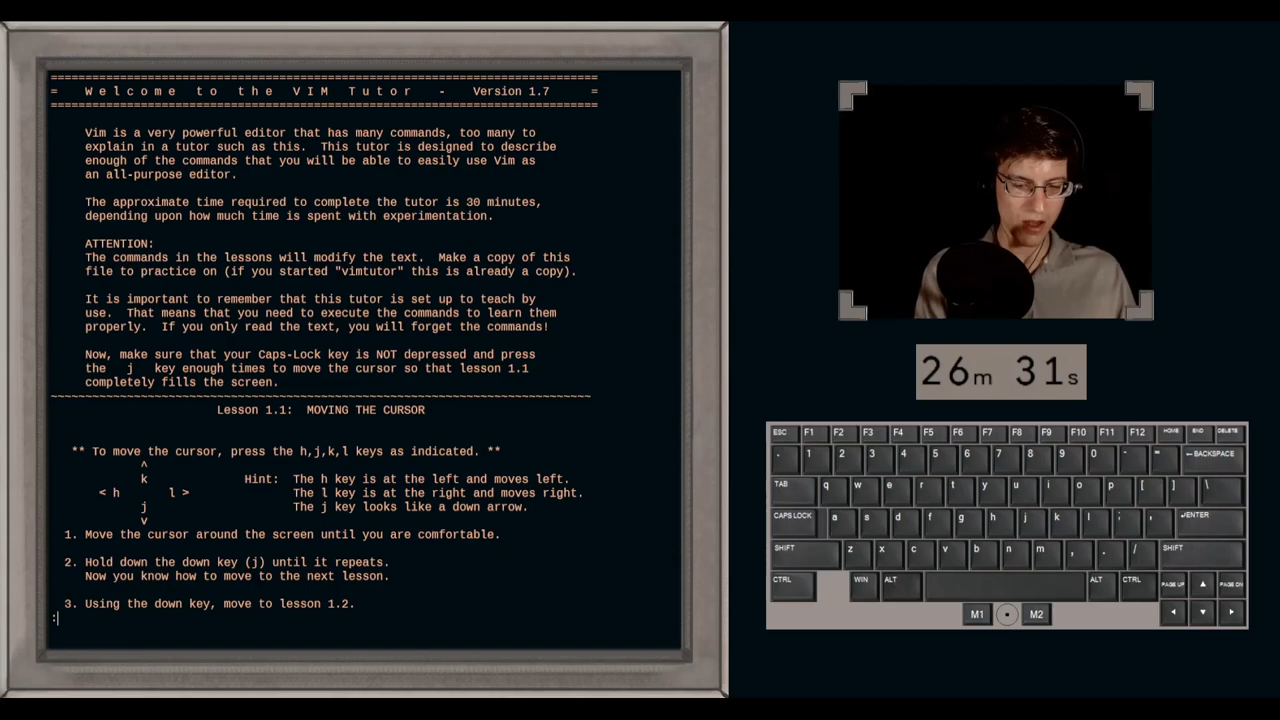 ===============================================================================
=    W e l c o m e   t o   t h e   V I M   T u t o r    -    Version 1.7      =
===============================================================================
Vim is a very powerful editor that has many commands, too many to
explain in a tutor such as this.  This tutor is designed to describe
enough of the commands that you will be able to easily use Vim as
an all-purpose editor.
The approximate time required to complete the tutor is 30 minutes,
depending upon how much time is spent with experimentation.
ATTENTION:
The commands in the lessons will modify the text.  Make a copy of this
file to practice on (if you started "vimtutor" this is already a copy).
It is important to remember that this tutor is set up to teach by
use.  That means that you need to execute the commands to learn them
properly.  If you only read the text, you will forget the commands!
Now, make sure that your Caps-Lock key is NOT depressed and press
the   j   key enough times to move the cursor so that lesson 1.1
completely fills the screen.
~~~~~~~~~~~~~~~~~~~~~~~~~~~~~~~~~~~~~~~~~~~~~~~~~~~~~~~~~~~~~~~~~~~~~~~~~~~~~~
Lesson 1.1:  MOVING THE CURSOR
** To move the cursor, press the h,j,k,l keys as indicated. **
^
k              Hint:  The h key is at the left and moves left.
< h       l >               The l key is at the right and moves right.
j                     The j key looks like a down arrow.
v
1. Move the cursor around the screen until you are comfortable.
2. Hold down the down key (j) until it repeats.
Now you know how to move to the next lesson.
3. Using the down key, move to lesson 1.2.
:
26m 31s
ESC F1 F2 F3 F4 F5 F6 F7 F8 F9 F10 F11 F12 HOME END DELETE
. 1 2 3 4 5 6 7 8 9 0 - = ←BACKSPACE
TAB q w e r t y u i o p [ ] \
CAPS LOCK a s d f g h j k l ; , ↵ENTER
SHIFT z x c v b n m , . / SHIFT
CTRL WIN ALT ALT CTRL PAGE UP ▲ PAGE DN
M1 M2 ◄ ▼ ►